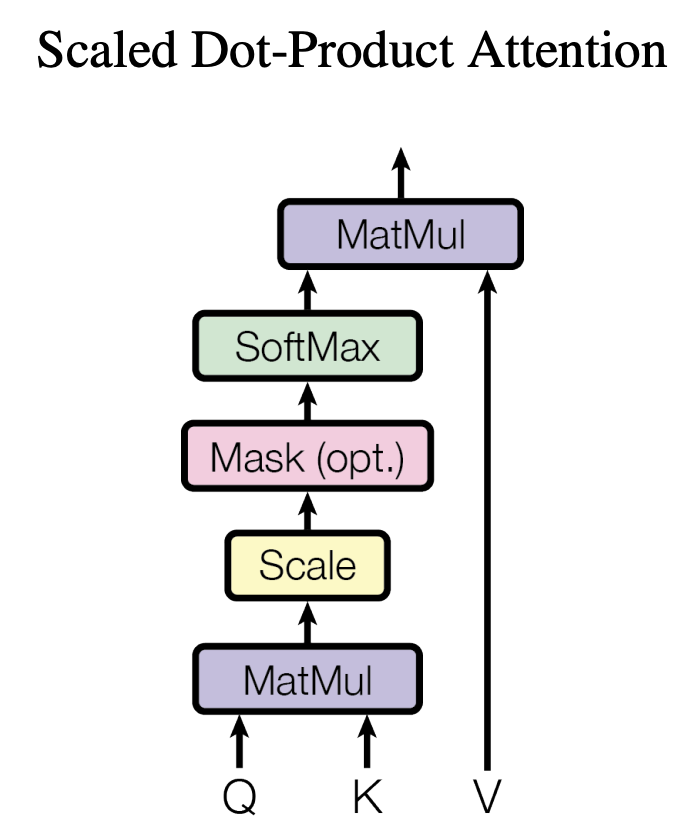 Scaled Dot-Product Attention
MatMul
SoftMax
Mask (opt.)
Scale
MatMul
Q K V